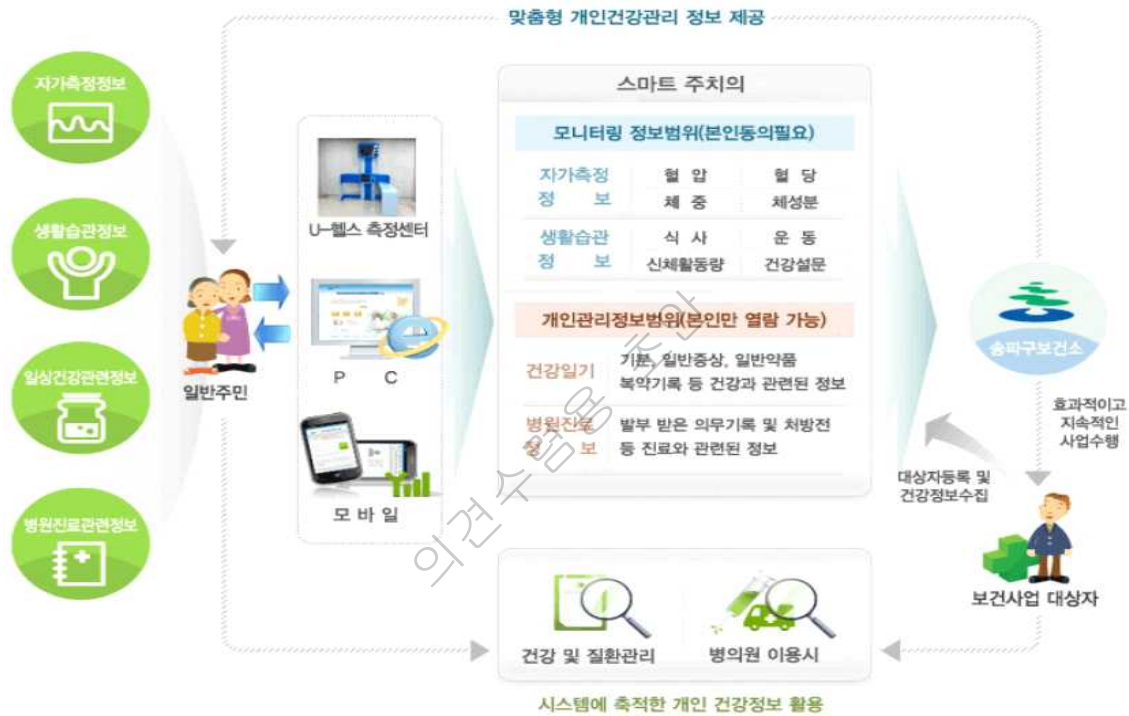 맞춤형 개인건강관리 정보 제공
자가측정정보
생활습관정보
일상건강관련정보
병원진료관련정보
일반주민
U-헬스 측정센터
P C
모 바 일
스마트 주치의
모니터링 정보범위(본인동의필요)
자가측정 혈 압 혈 당
정 보 체 중 체성분
생활습관 식 사 운 동
정 보 신체활동량 건강설문
개인관리정보범위(본인만 열람 가능)
건강일기 기분, 일반증상, 일반약품
복약기록 등 건강과 관련된 정보
병원진료 발부 받은 의무기록 및 처방전
정 보 등 진료와 관련된 정보
송파구보건소
효과적이고
지속적인
사업수행
대상자등록 및
건강정보수집
보건사업 대상자
건강 및 질환관리 병의원 이용시
시스템에 축적한 개인 건강정보 활용
의견수렴용 초안